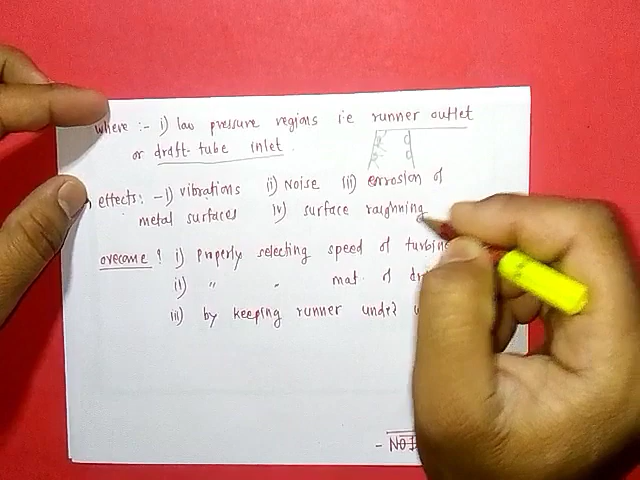 where :- i) low pressure regions i.e runner outlet
or draft-tube inlet.
effects: - i) vibrations ii) Noise iii) errosion of
metal surfaces iv) surface roughning
overcome : i) properly selecting speed of turbine
ii) " " mat. of
iii) by keeping runner under